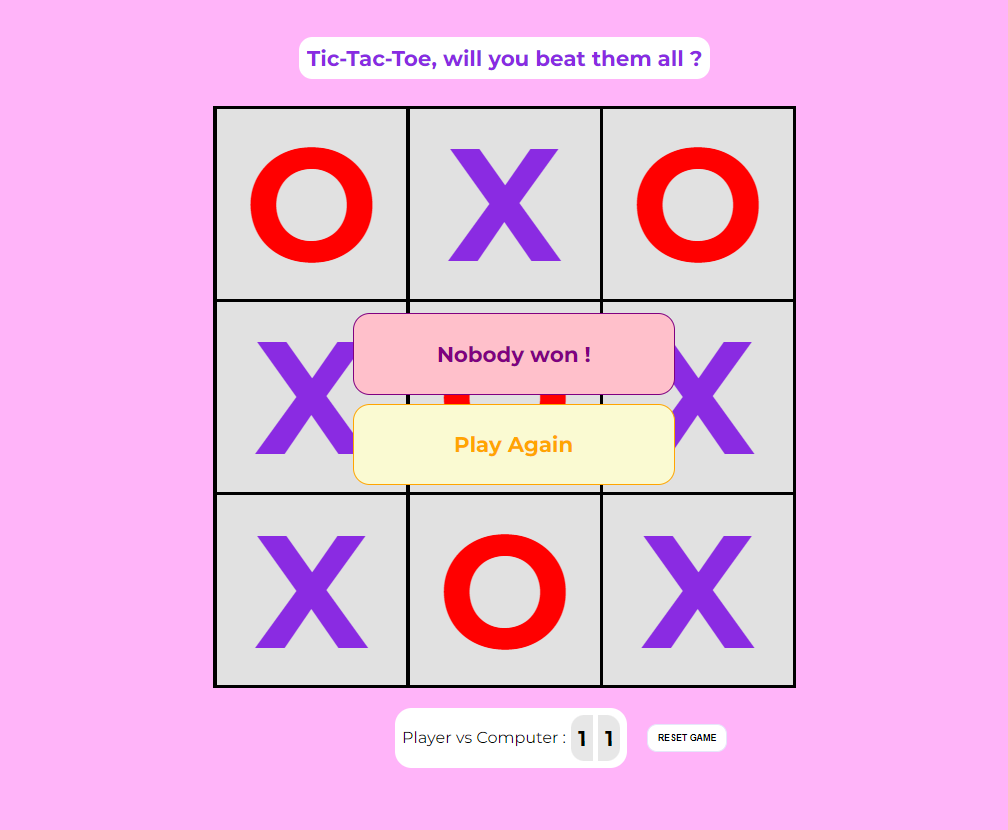 Tic-Tac-Toe, will you beat them all ?
O X O
X O X
Nobody won !
Play Again
X O X
Player vs Computer : 1 1
RESET GAME